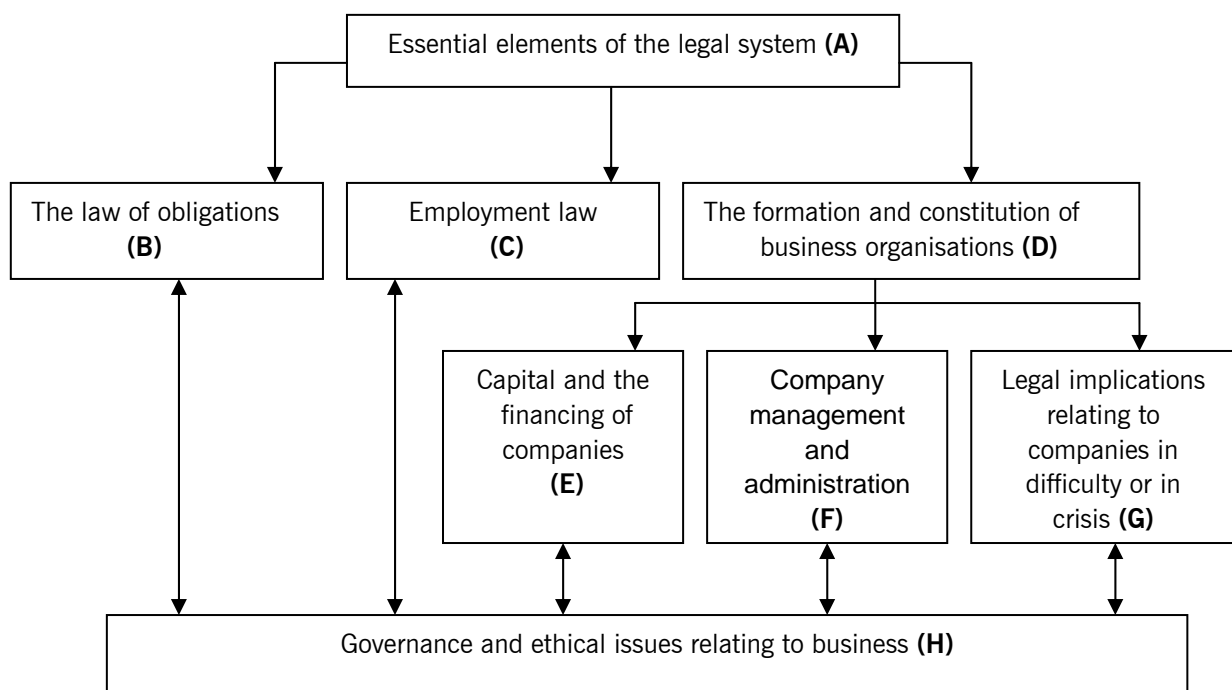 Essential elements of the legal system (A)
The law of obligations
(B)
Employment law
(C)
The formation and constitution of
business organisations (D)
Capital and the
financing of
companies
(E)
Company
management
and
administration
(F)
Legal implications
relating to
companies in
difficulty or in
crisis (G)
Governance and ethical issues relating to business (H)